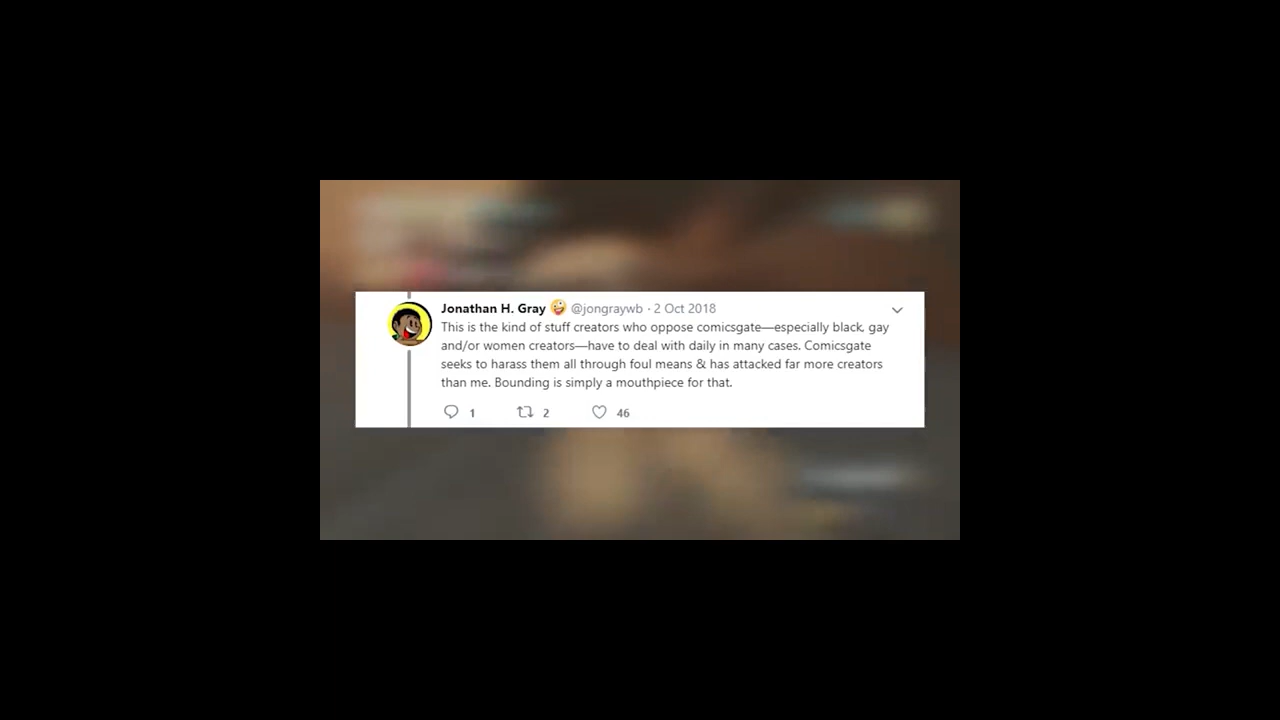 Jonathan H. Gray 🤪 @jongraywb · 2 Oct 2018
This is the kind of stuff creators who oppose comicsgate—especially black, gay
and/or women creators—have to deal with daily in many cases. Comicsgate
seeks to harass them all through foul means & has attacked far more creators
than me. Bounding is simply a mouthpiece for that.
1 2 46